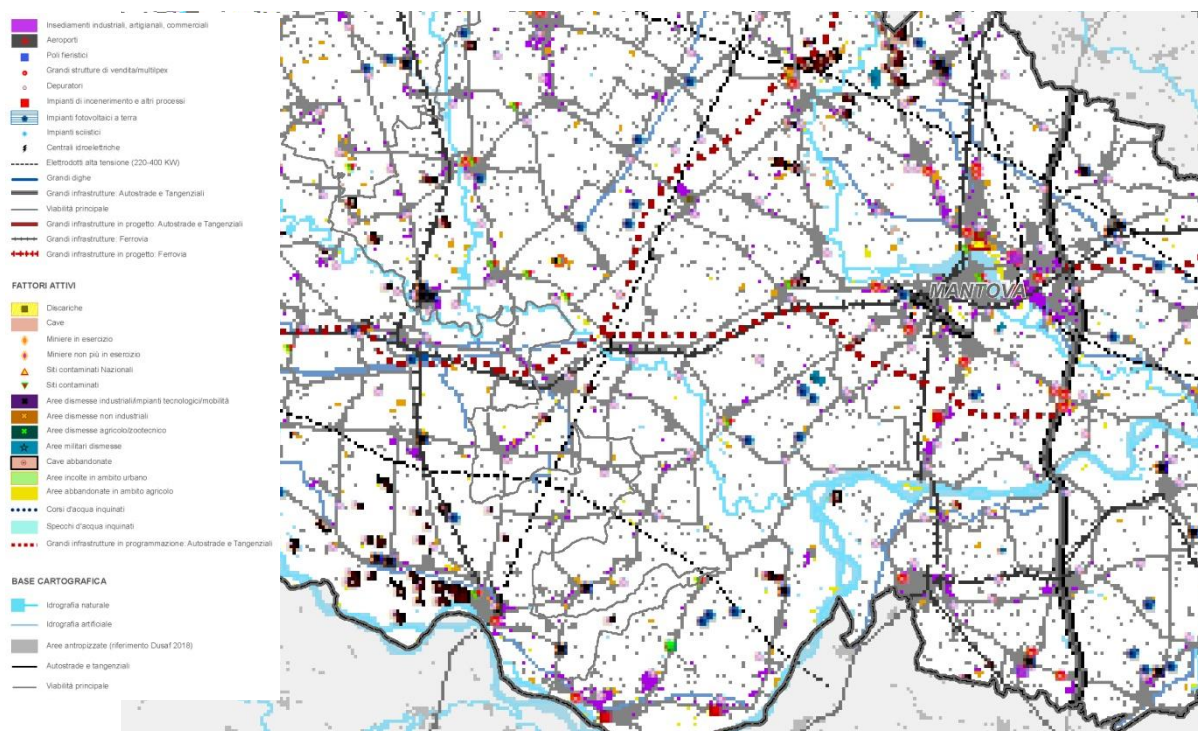 Insediamenti industriali, artigianali, commerciali
Aeroporti
Poli fieristici
Grandi strutture di vendita/multilpex
Depuratori
Impianti di incenerimento e altri processi
Impianti fotovoltaici a terra
Impianti sciistici
Centrali idroelettriche
Elettrodotti alta tensione (220-400 KW)
Grandi dighe
Grandi infrastrutture: Autostrade e Tangenziali
Viabilità principale
Grandi infrastrutture in progetto: Autostrade e Tangenziali
Grandi infrastrutture: Ferrovia
Grandi infrastrutture in progetto: Ferrovia
FATTORI ATTIVI
Discariche
Cave
Miniere in esercizio
Miniere non più in esercizio
Siti contaminati Nazionali
Siti contaminati
Aree dismesse industriali/impianti tecnologici/mobilità
Aree dismesse non industriali
Aree dismesse agricolo/zootecnico
Aree militari dismesse
Cave abbandonate
Aree incolte in ambito urbano
Aree abbandonate in ambito agricolo
Corsi d'acqua inquinati
Specchi d'acqua inquinati
Grandi infrastrutture in programmazione: Autostrade e Tangenziali
BASE CARTOGRAFICA
Idrografia naturale
Idrografia artificiale
Aree antropizzate (riferimento Dusaf 2018)
Autostrade e tangenziali
Viabilità principale
MANTOVA